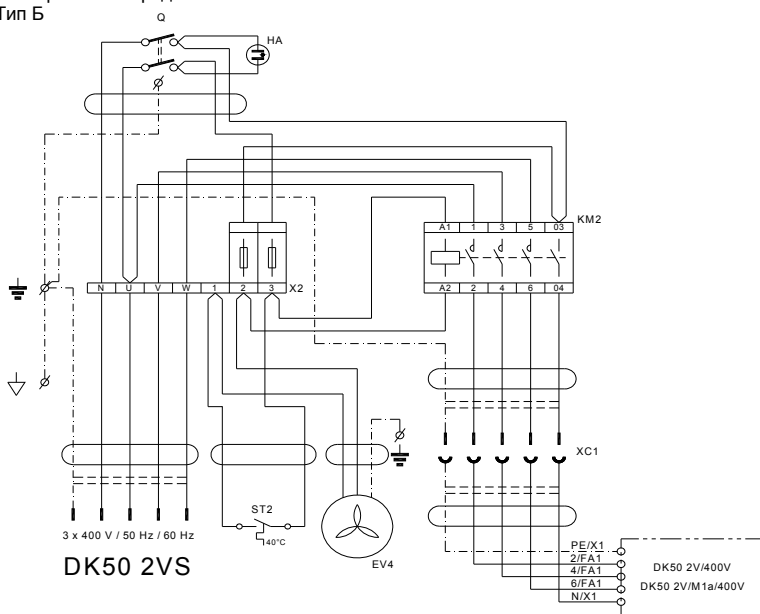 Тип Б
Q
HA
KM2
A1 1 3 5 03
N U V W 1 2 3 X2
A2 2 4 6 04
XC1
ST2
40°C
EV4
3 x 400 V / 50 Hz / 60 Hz
DK50 2VS
PE/X1
2/FA1
4/FA1
6/FA1
N/X1
DK50 2V/400V
DK50 2V/M1a/400V